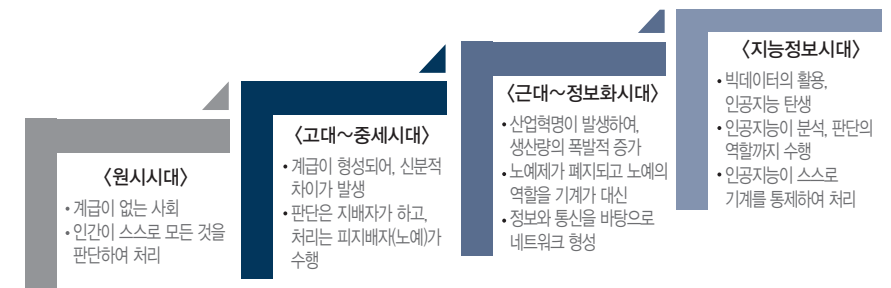 〈원시시대〉
• 계급이 없는 사회
• 인간이 스스로 모든 것을
판단하여 처리
〈고대~중세시대〉
• 계급이 형성되어, 신분적
차이가 발생
• 판단은 지배자가 하고,
처리는 피지배자(노예)가
수행
〈근대~정보화시대〉
• 산업혁명이 발생하여,
생산량의 폭발적 증가
• 노예제가 폐지되고 노예의
역할을 기계가 대신
• 정보와 통신을 바탕으로
네트워크 형성
〈지능정보시대〉
• 빅데이터의 활용,
인공지능 탄생
• 인공지능이 분석, 판단의
역할까지 수행
• 인공지능이 스스로
기계를 통제하여 처리